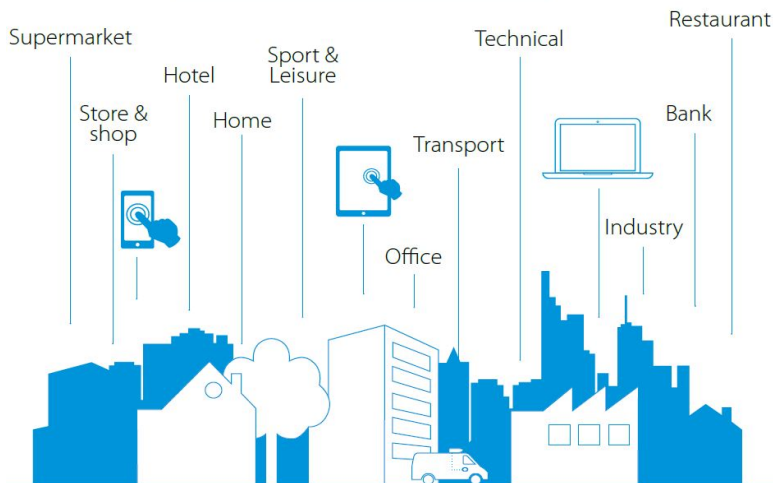 Supermarket
Store &
shop
Hotel
Home
Sport &
Leisure
Office
Transport
Technical
Industry
Bank
Restaurant